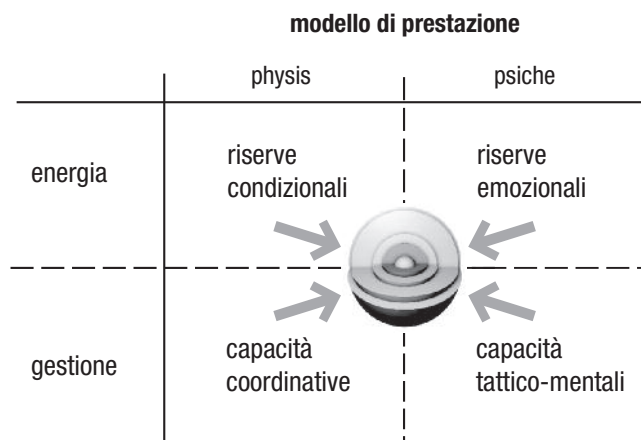 modello di prestazione
physis psiche
energia
riserve condizionali
riserve emozionali
gestione
capacità coordinative
capacità tattico-mentali